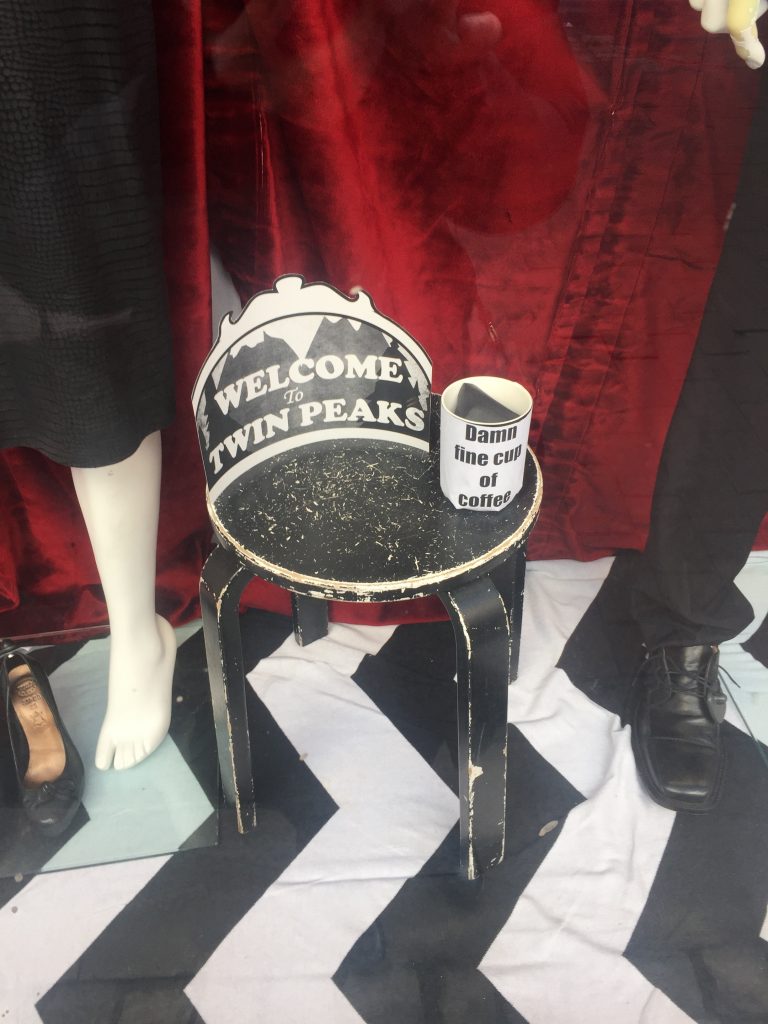 WELCOME
To
TWIN PEAKS
Damn
fine cup
of
coffee